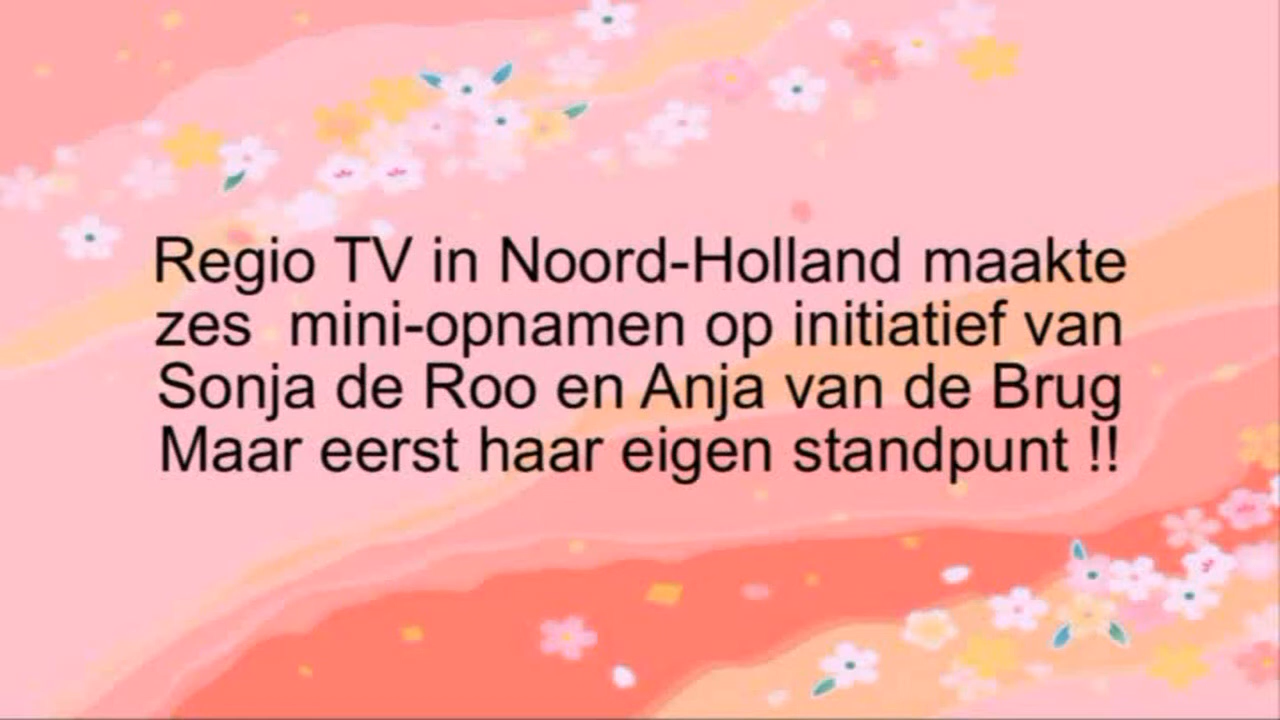 Regio TV in Noord-Holland maakte
zes  mini-opnamen op initiatief van
Sonja de Roo en Anja van de Brug
Maar eerst haar eigen standpunt !!